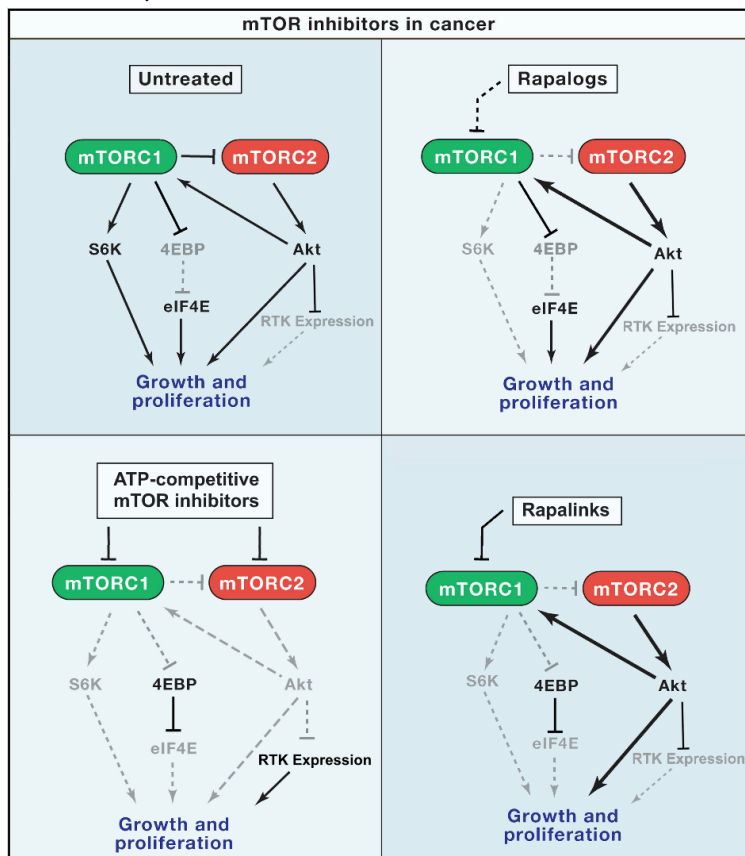 mTOR inhibitors in cancer
Untreated
mTORC1
mTORC2
S6K
4EBP
Akt
eIF4E
RTK Expression
Growth and
proliferation
Rapalogs
mTORC1
mTORC2
S6K
4EBP
Akt
eIF4E
RTK Expression
Growth and
proliferation
ATP-competitive
mTOR inhibitors
mTORC1
mTORC2
S6K
4EBP
Akt
eIF4E
RTK Expression
Growth and
proliferation
Rapalinks
mTORC1
mTORC2
S6K
4EBP
Akt
eIF4E
RTK Expression
Growth and
proliferation